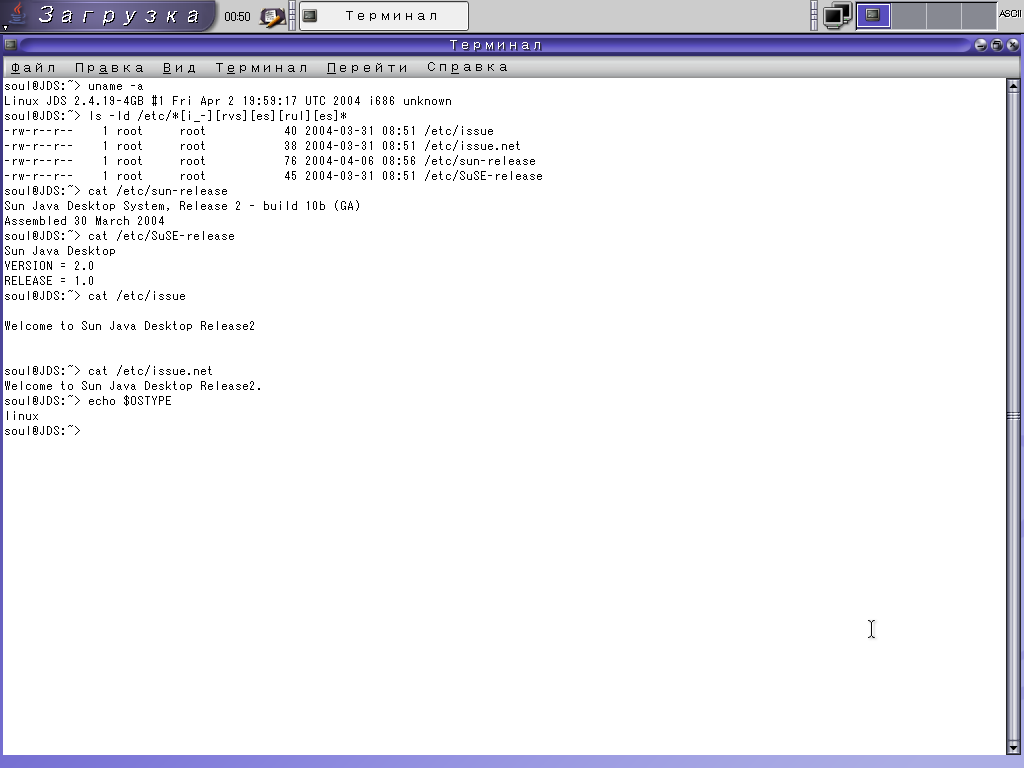 Загрузка 00:50 Терминал ASCII
Терминал
Файл Правка Вид Терминал Перейти Справка
soul@JDS:~> uname -a
Linux JDS 2.4.19-4GB #1 Fri Apr 2 19:59:17 UTC 2004 i686 unknown
soul@JDS:~> ls -ld /etc/*[i_-][rvs][es][rul][es]*
-rw-r--r--    1 root     root           40 2004-03-31 08:51 /etc/issue
-rw-r--r--    1 root     root           38 2004-03-31 08:51 /etc/issue.net
-rw-r--r--    1 root     root           76 2004-04-06 08:56 /etc/sun-release
-rw-r--r--    1 root     root           45 2004-03-31 08:51 /etc/SuSE-release
soul@JDS:~> cat /etc/sun-release
Sun Java Desktop System, Release 2 - build 10b (GA)
Assembled 30 March 2004
soul@JDS:~> cat /etc/SuSE-release
Sun Java Desktop
VERSION = 2.0
RELEASE = 1.0
soul@JDS:~> cat /etc/issue
Welcome to Sun Java Desktop Release2
soul@JDS:~> cat /etc/issue.net
Welcome to Sun Java Desktop Release2.
soul@JDS:~> echo $OSTYPE
linux
soul@JDS:~>